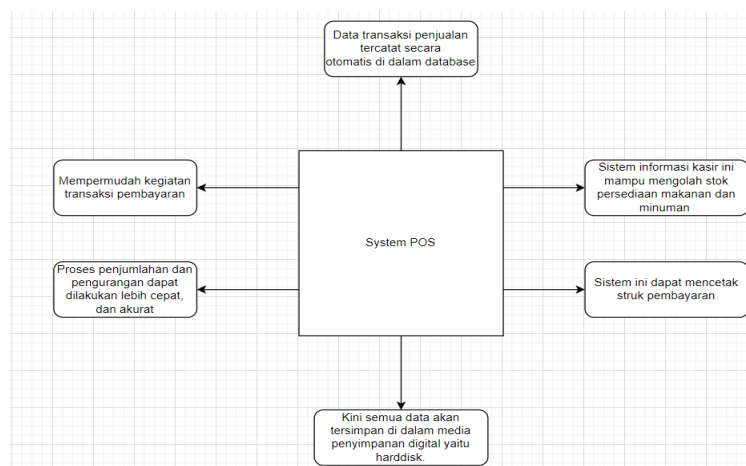 Data transaksi penjualan
tercatat secara
otomatis di dalam database
Mempermudah kegiatan
transaksi pembayaran
Sistem informasi kasir ini
mampu mengolah stok
persediaan makanan dan
minuman
System POS
Proses penjumlahan dan
pengurangan dapat
dilakukan lebih cepat,
dan akurat
Sistem ini dapat mencetak
struk pembayaran
Kini semua data akan
tersimpan di dalam media
penyimpanan digital yaitu
harddisk.